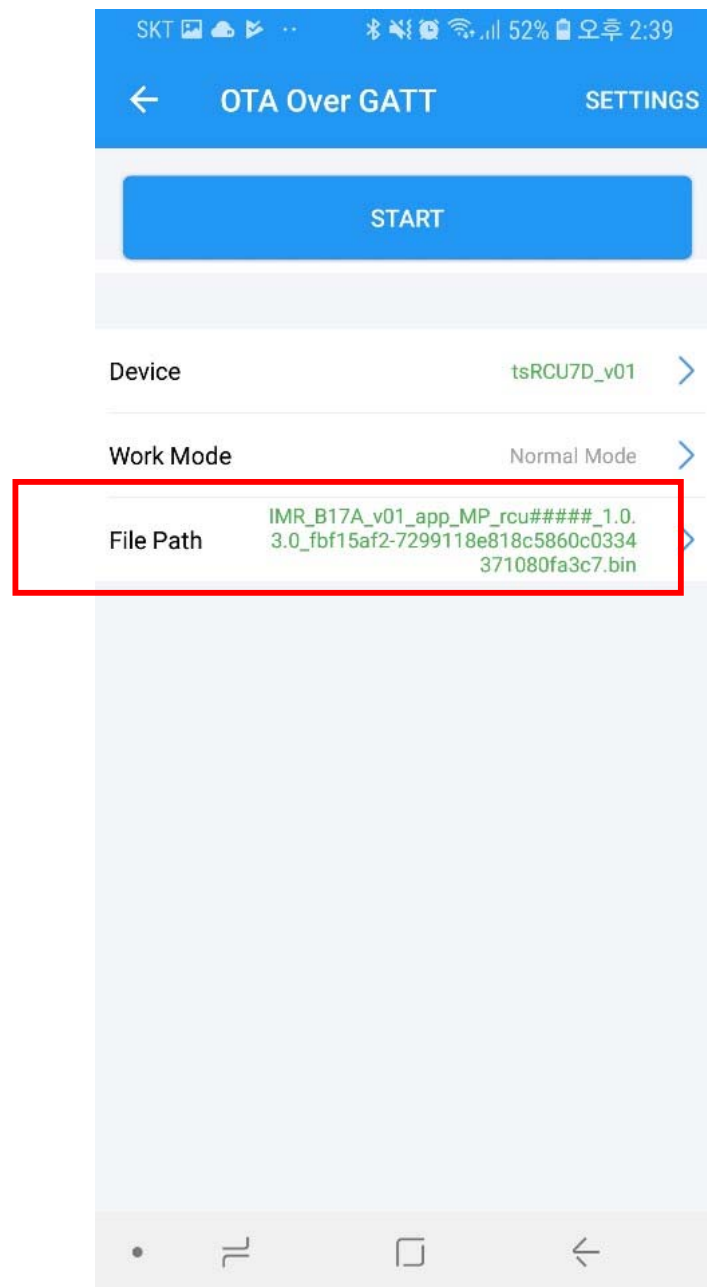 SKT 52% 오후 2:39
OTA Over GATT SETTINGS
START
Device tsRCU7D_v01
Work Mode Normal Mode
File Path
IMR_B17A_v01_app_MP_rcu#####_1.0.
3.0_fbf15af2-7299118e818c5860c0334
371080fa3c7.bin